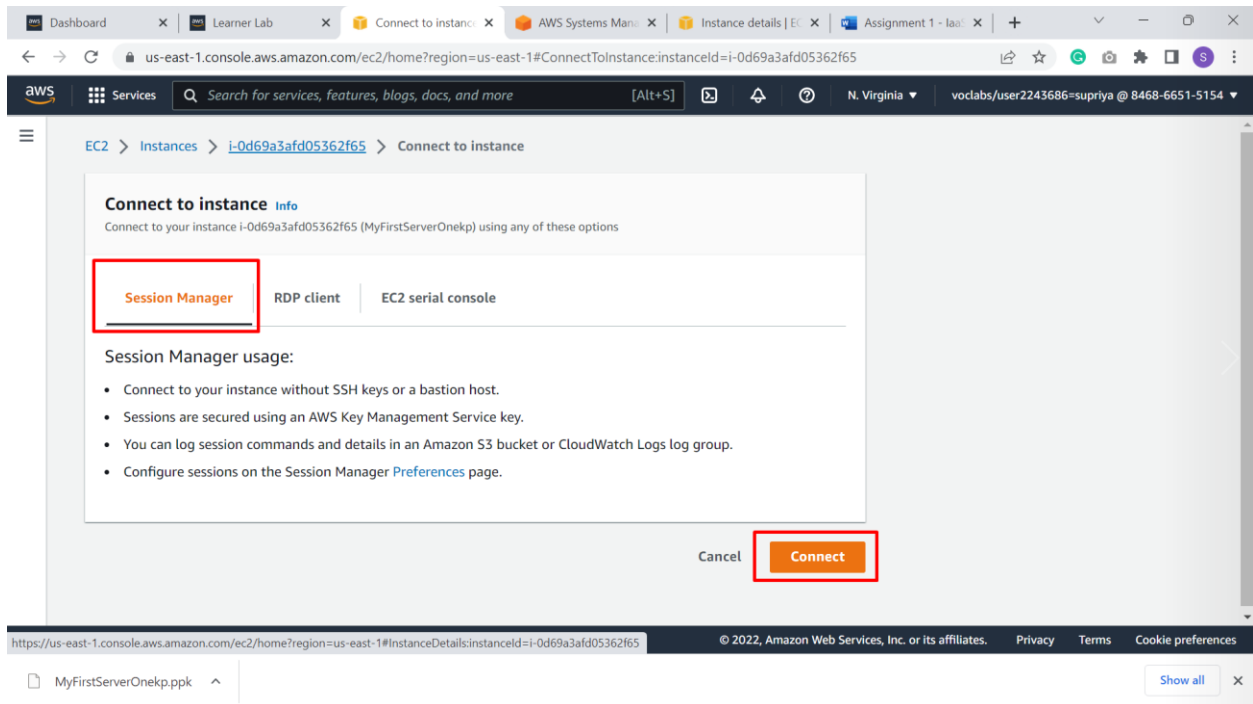 aws Dashboard
aws Learner Lab
Connect to instanc
AWS Systems Mana
Instance details | EC
Assignment 1 - IaaS
us-east-1.console.aws.amazon.com/ec2/home?region=us-east-1#ConnectToInstance:instanceId=i-0d69a3afd05362f65
S
aws Services Search for services, features, blogs, docs, and more [Alt+S] N. Virginia voclabs/user2243686=supriya @ 8468-6651-5154
EC2 > Instances > i-0d69a3afd05362f65 > Connect to instance
Connect to instance Info
Connect to your instance i-0d69a3afd05362f65 (MyFirstServerOnekp) using any of these options
Session Manager RDP client EC2 serial console
Session Manager usage:
• Connect to your instance without SSH keys or a bastion host.
• Sessions are secured using an AWS Key Management Service key.
• You can log session commands and details in an Amazon S3 bucket or CloudWatch Logs log group.
• Configure sessions on the Session Manager Preferences page.
Cancel Connect
https://us-east-1.console.aws.amazon.com/ec2/home?region=us-east-1#InstanceDetails:instanceId=i-0d69a3afd05362f65 © 2022, Amazon Web Services, Inc. or its affiliates. Privacy Terms Cookie preferences
MyFirstServerOnekp.ppk Show all